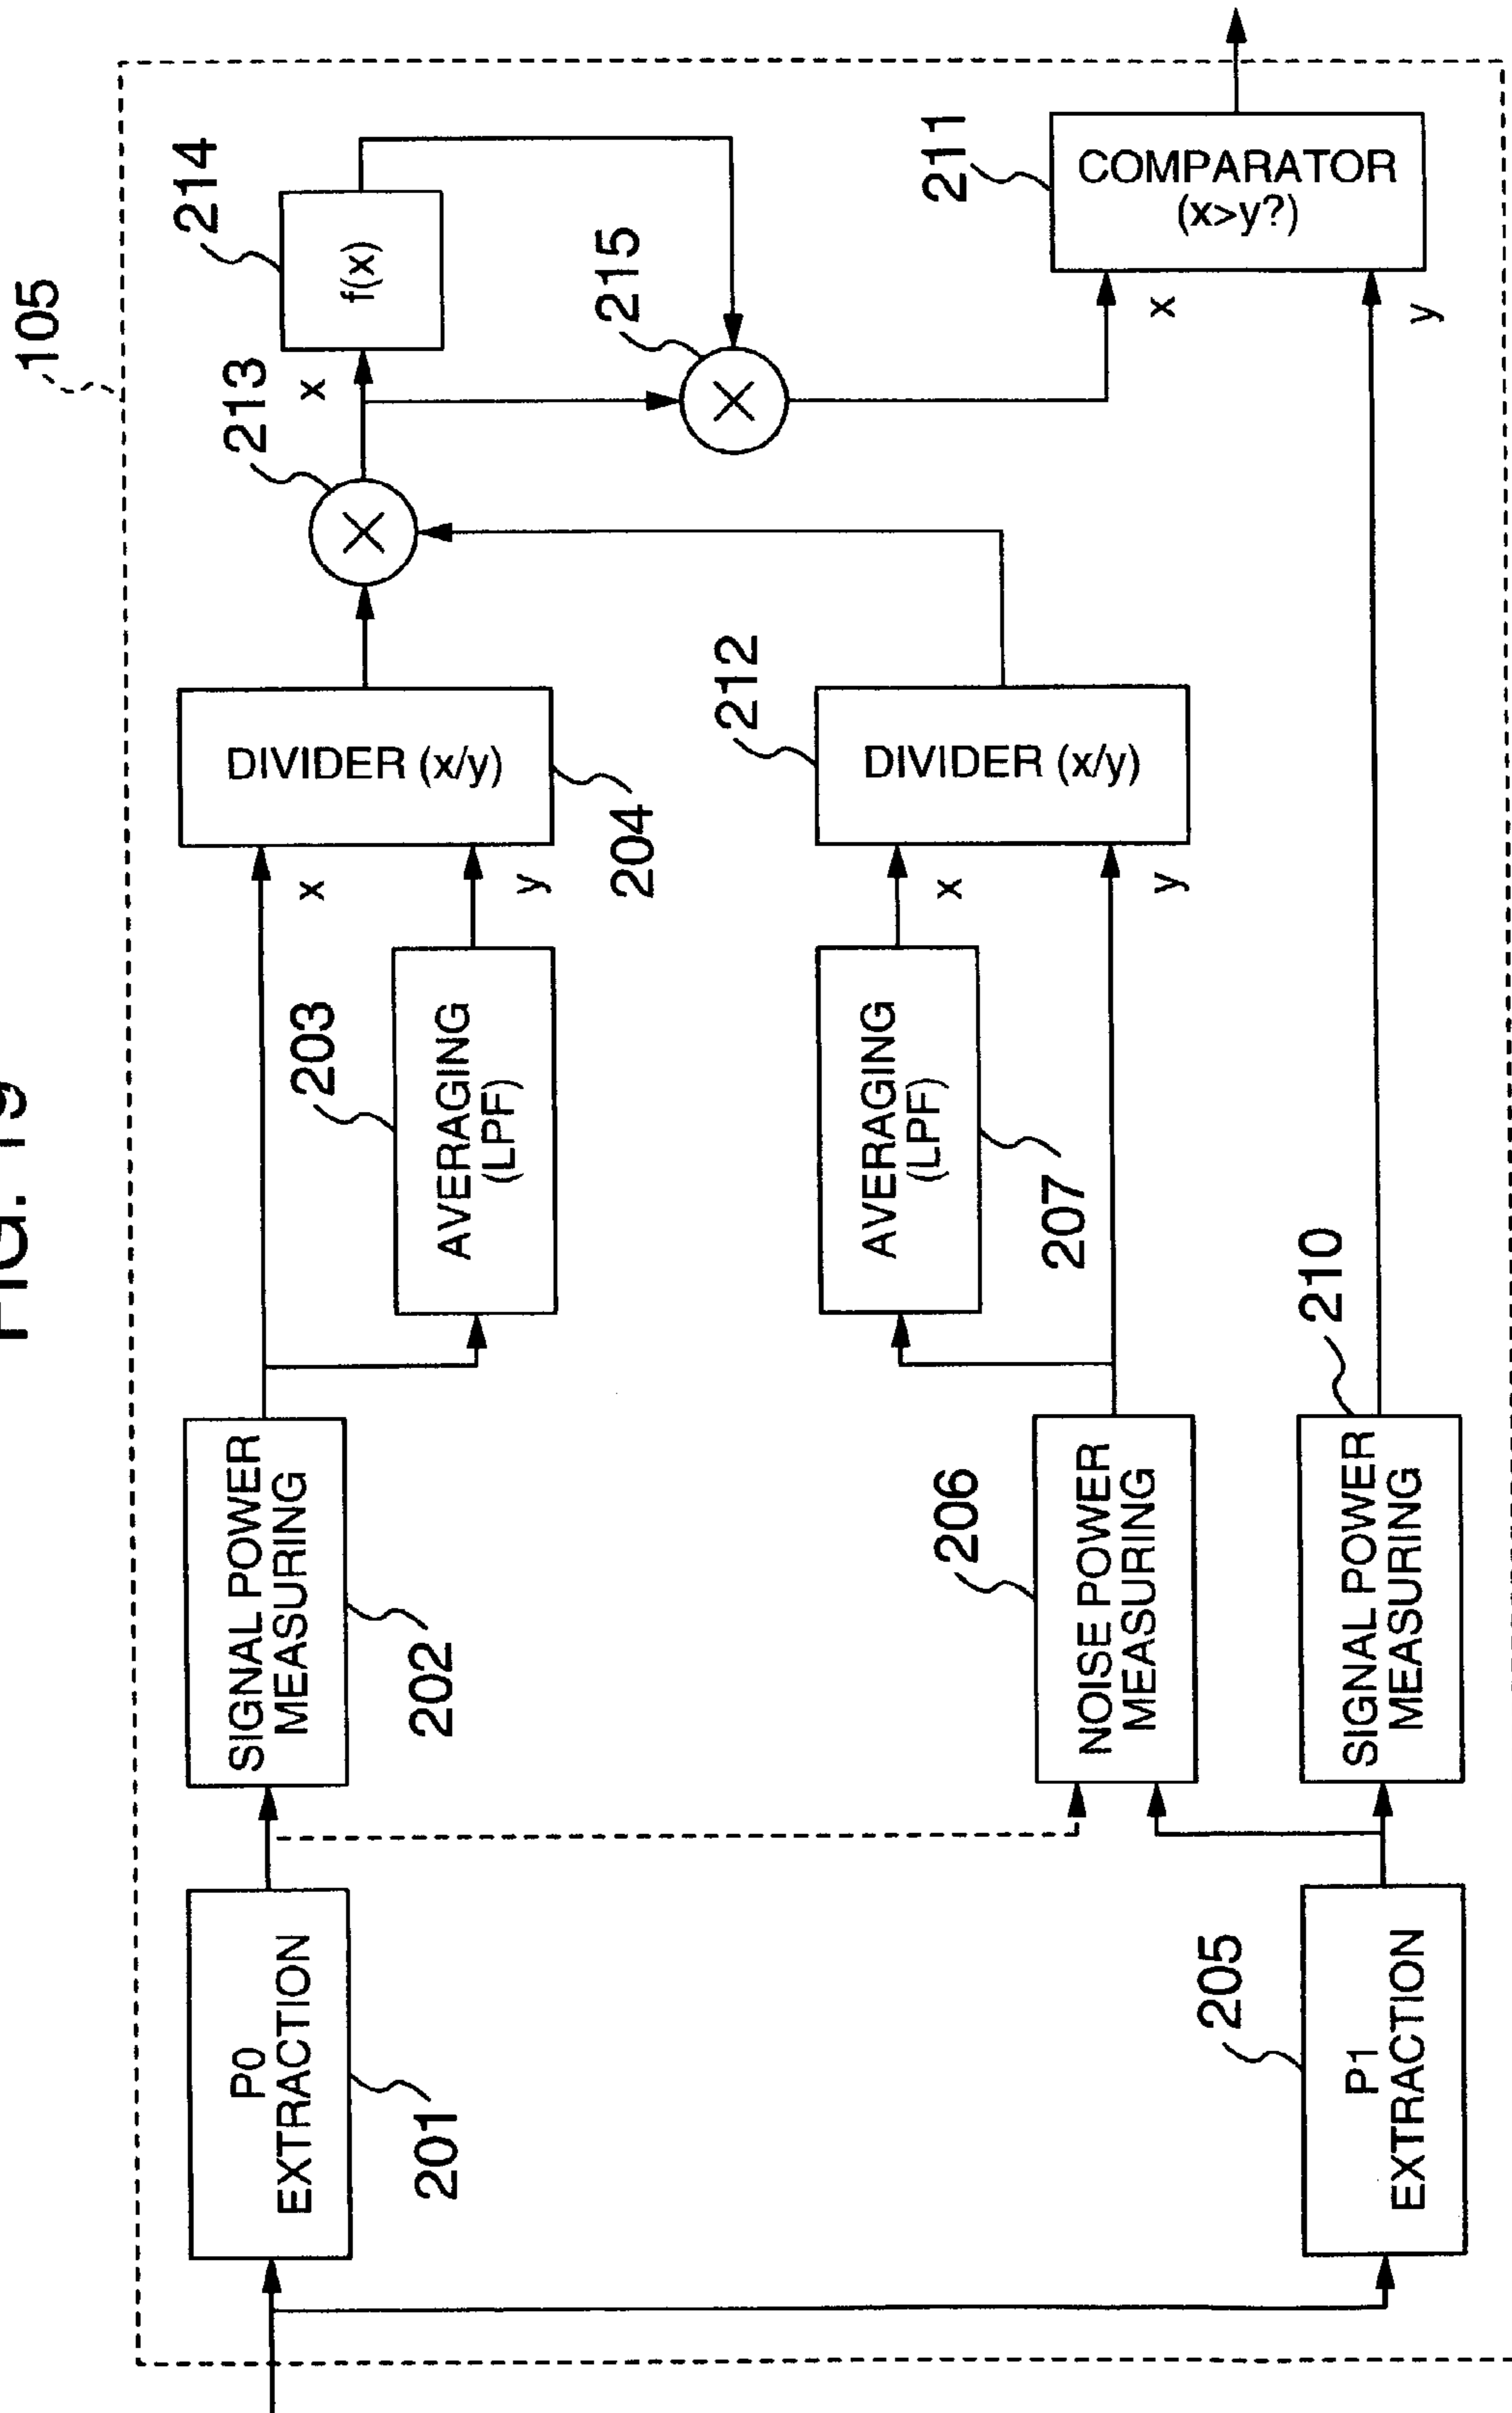 FIG. 19
105
P0
EXTRACTION
201
SIGNAL POWER
MEASURING
202
AVERAGING
(LPF)
203
x
y
DIVIDER (x/y)
204
213
x
f(x)
214
215
P1
EXTRACTION
205
NOISE POWER
MEASURING
206
AVERAGING
(LPF)
207
x
y
DIVIDER (x/y)
212
SIGNAL POWER
MEASURING
210
x
y
COMPARATOR
(x>y?)
211